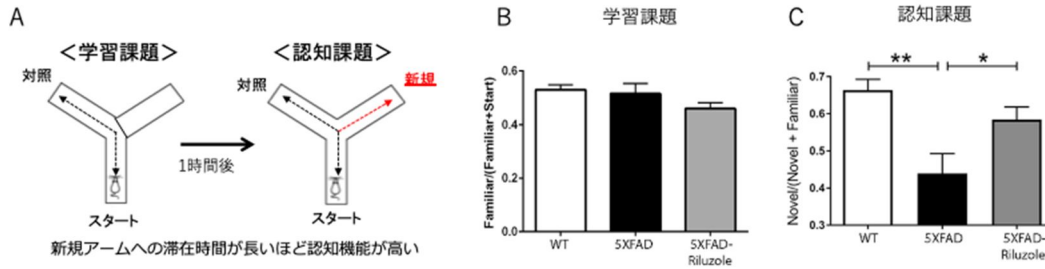 A
<学習課題>
対照
スタート
1時間後
<認知課題>
対照
新規
スタート
新規アームへの滞在時間が長いほど認知機能が高い
B
学習課題
Familiar/(Familiar+Start)
0.6
0.4
0.2
0.0
WT
5XFAD
5XFAD-
Riluzole
C
認知課題
Novel/(Novel + Familiar)
0.7
0.6
0.5
0.4
0.3
**
*
WT
5XFAD
5XFAD-
Riluzole